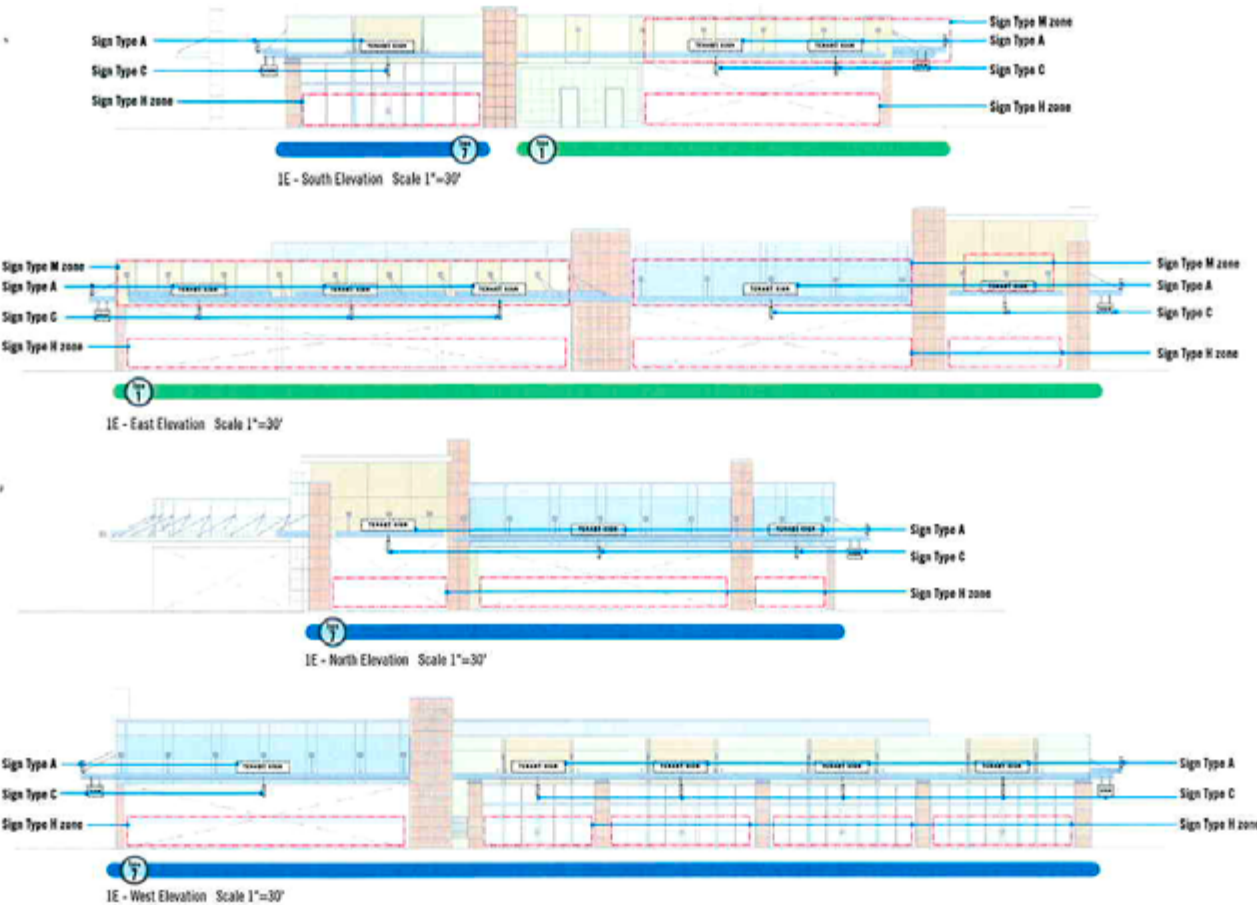 Sign Type A
Sign Type C
Sign Type H zone
TENANT SIGN
TENANT SIGN
TENANT SIGN
Sign Type M zone
Sign Type A
Sign Type C
Sign Type H zone
7
1
1E - South Elevation Scale 1"=30'
Sign Type M zone
Sign Type A
Sign Type C
Sign Type H zone
TENANT SIGN
TENANT SIGN
TENANT SIGN
TENANT SIGN
TENANT SIGN
Sign Type M zone
Sign Type A
Sign Type C
Sign Type H zone
1
1E - East Elevation Scale 1"=30'
TENANT SIGN
TENANT SIGN
TENANT SIGN
Sign Type A
Sign Type C
Sign Type H zone
1E - North Elevation Scale 1"=30'
Sign Type A
Sign Type C
Sign Type H zone
TENANT SIGN
TENANT SIGN
TENANT SIGN
TENANT SIGN
TENANT SIGN
Sign Type A
Sign Type C
Sign Type H zone
1E - West Elevation Scale 1"=30'